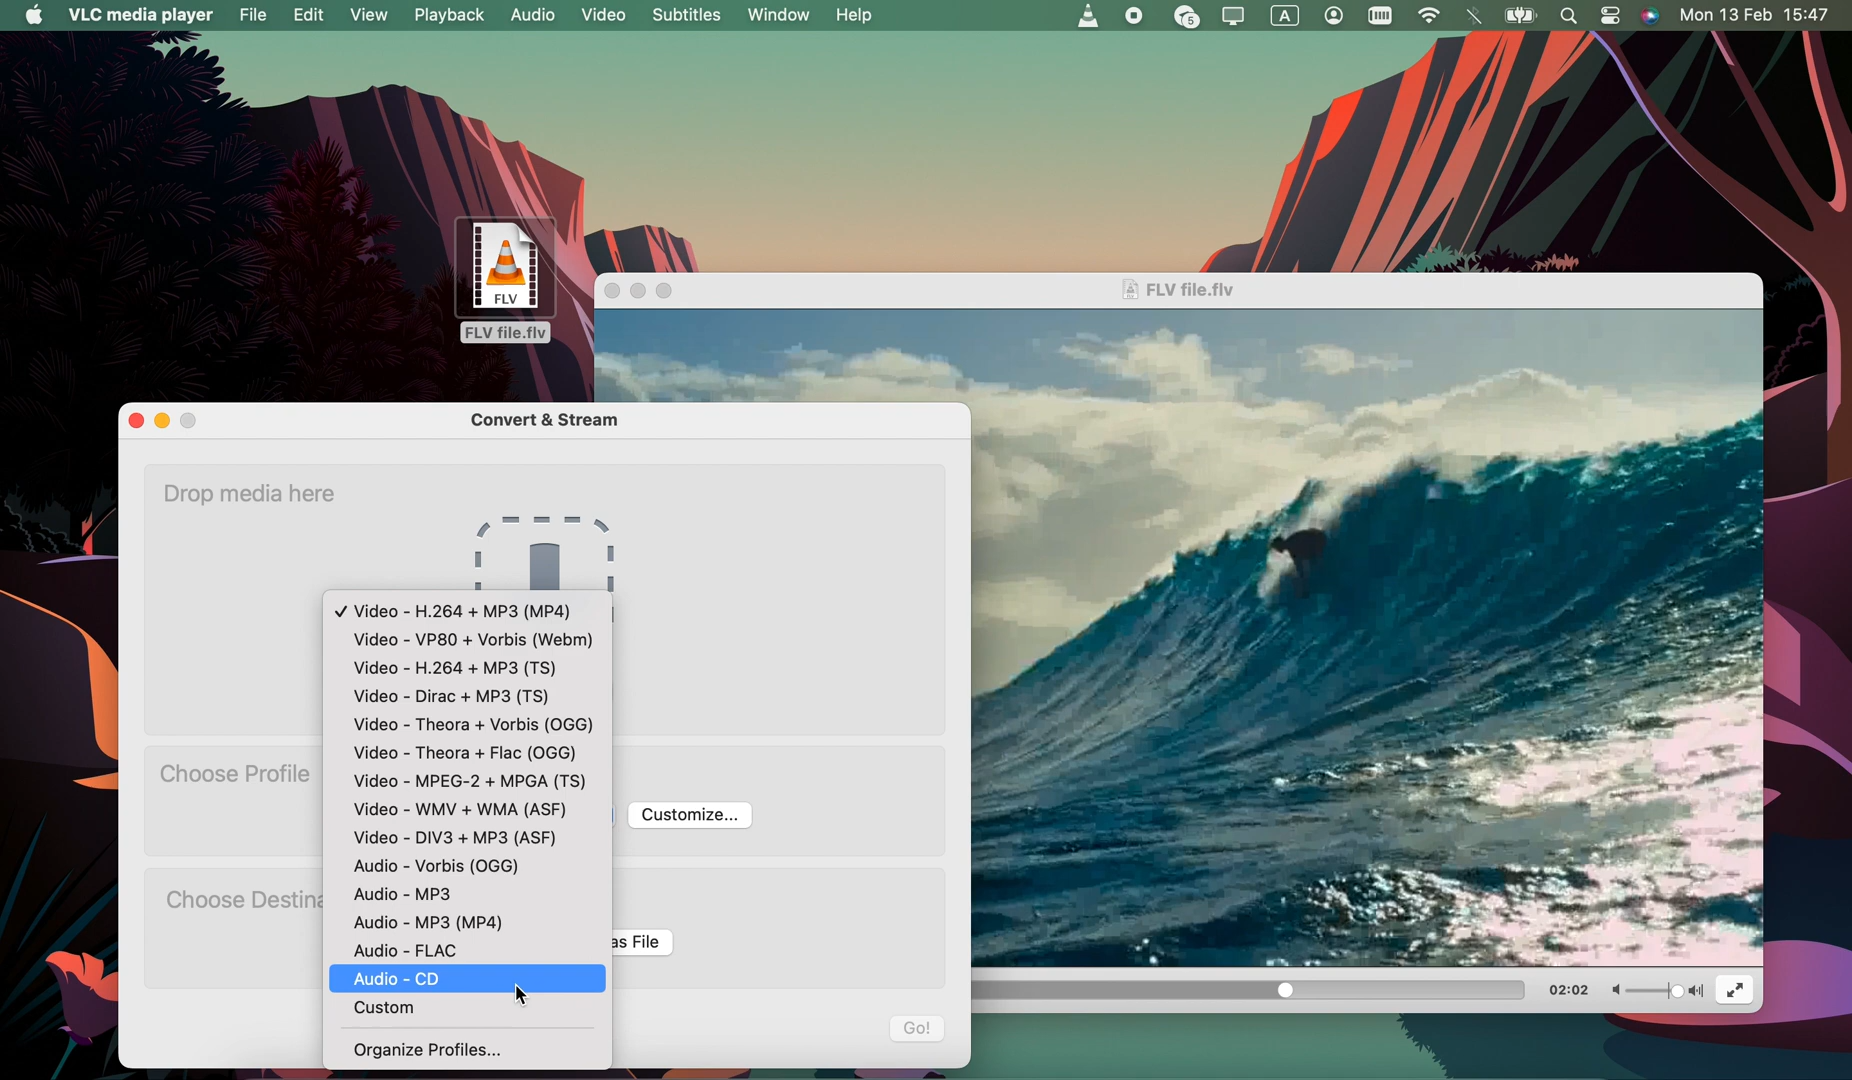 VLC media player File Edit View Playback Audio Video Subtitles Window Help 5 A Mon 13 Feb 15:47
FLV
FLV file.flv
FLV file.flv
Convert & Stream
Drop media here
✓ Video - H.264 + MP3 (MP4)
Video - VP80 + Vorbis (Webm)
Video - H.264 + MP3 (TS)
Video - Dirac + MP3 (TS)
Video - Theora + Vorbis (OGG)
Video - Theora + Flac (OGG)
Video - MPEG-2 + MPGA (TS)
Video - WMV + WMA (ASF)
Video - DIV3 + MP3 (ASF)
Audio - Vorbis (OGG)
Audio - MP3
Audio - MP3 (MP4)
Audio - FLAC
Audio - CD
Custom
Organize Profiles...
Choose Profile
Customize...
Choose Destina
as File
Go!
02:02